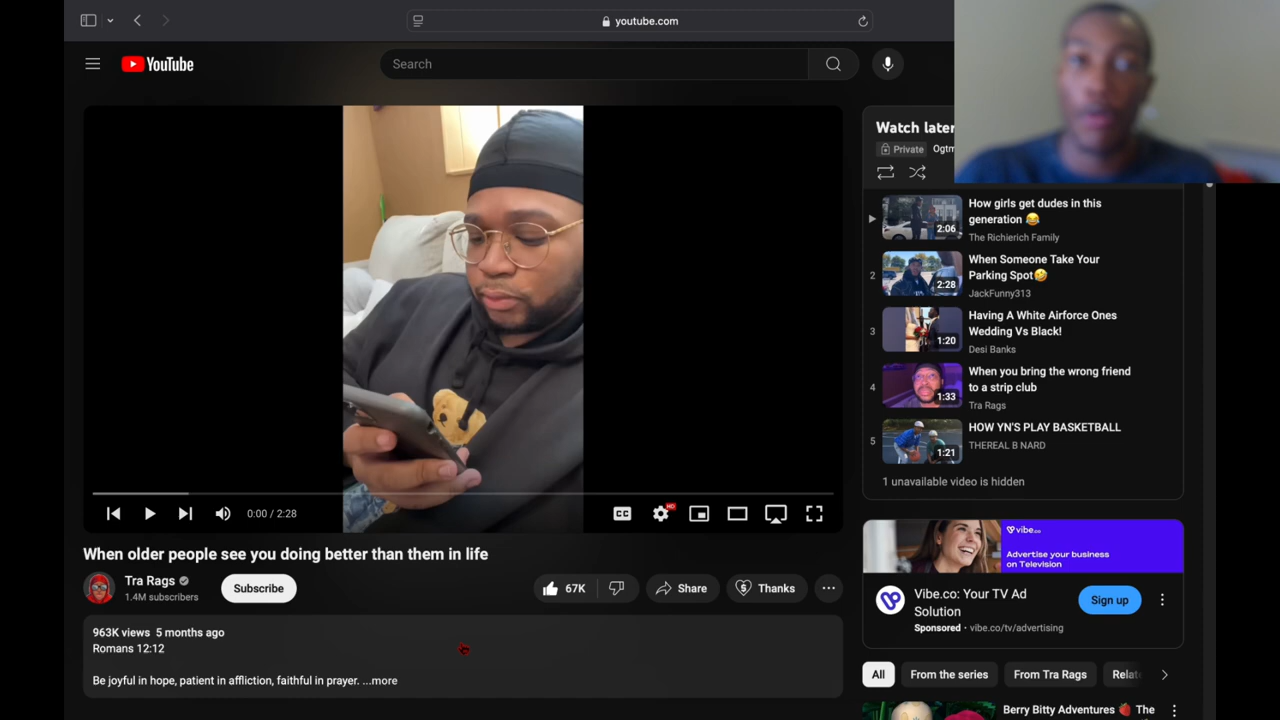 youtube.com
YouTube
Search
0:00 / 2:28
CC
HD
When older people see you doing better than them in life
Tra Rags
1.4M subscribers
Subscribe
67K
Share
Thanks
963K views 5 months ago
Romans 12:12
Be joyful in hope, patient in affliction, faithful in prayer. ...more
Watch later
Private
How girls get dudes in this
generation 😂
The Richierich Family
2:06
2
When Someone Take Your
Parking Spot🤣
JackFunny313
2:28
3
Having A White Airforce Ones
Wedding Vs Black!
Desi Banks
1:20
4
When you bring the wrong friend
to a strip club
Tra Rags
1:33
5
HOW YN'S PLAY BASKETBALL
THEREAL B NARD
1:21
1 unavailable video is hidden
vibe.co
Advertise your business
on Television
Vibe.co: Your TV Ad
Solution
Sponsored · vibe.co/tv/advertising
Sign up
All
From the series
From Tra Rags
Berry Bitty Adventures 🍓 The